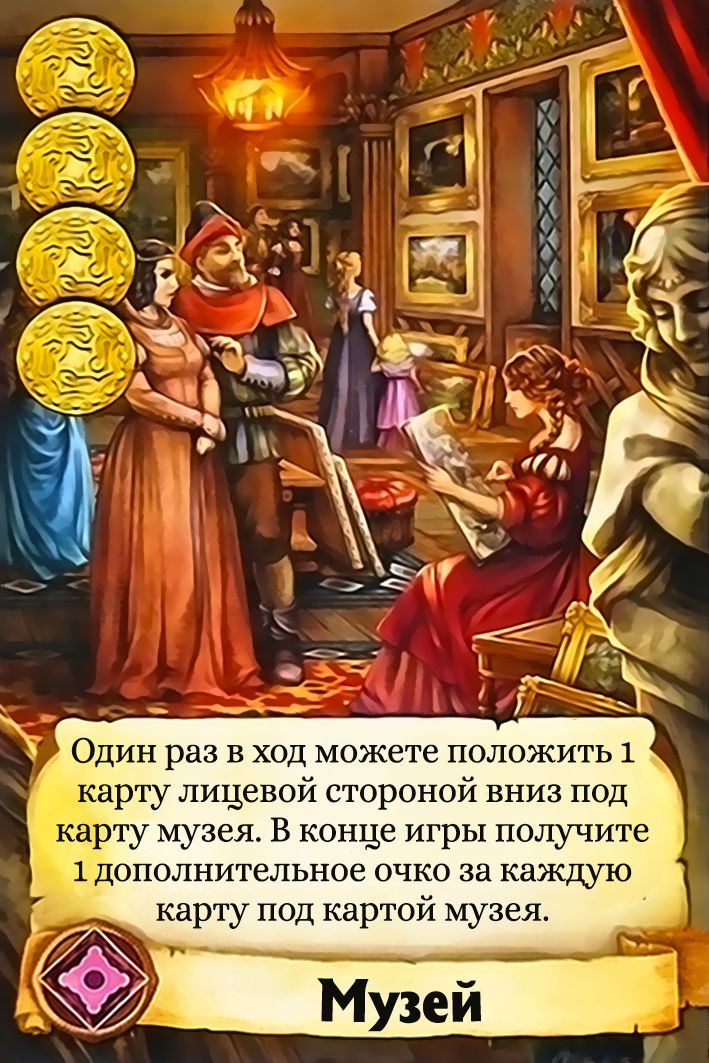 Один раз в ход можете положить 1
карту лицевой стороной вниз под
карту музея. В конце игры получите
1 дополнительное очко за каждую
карту под картой музея.
Музей